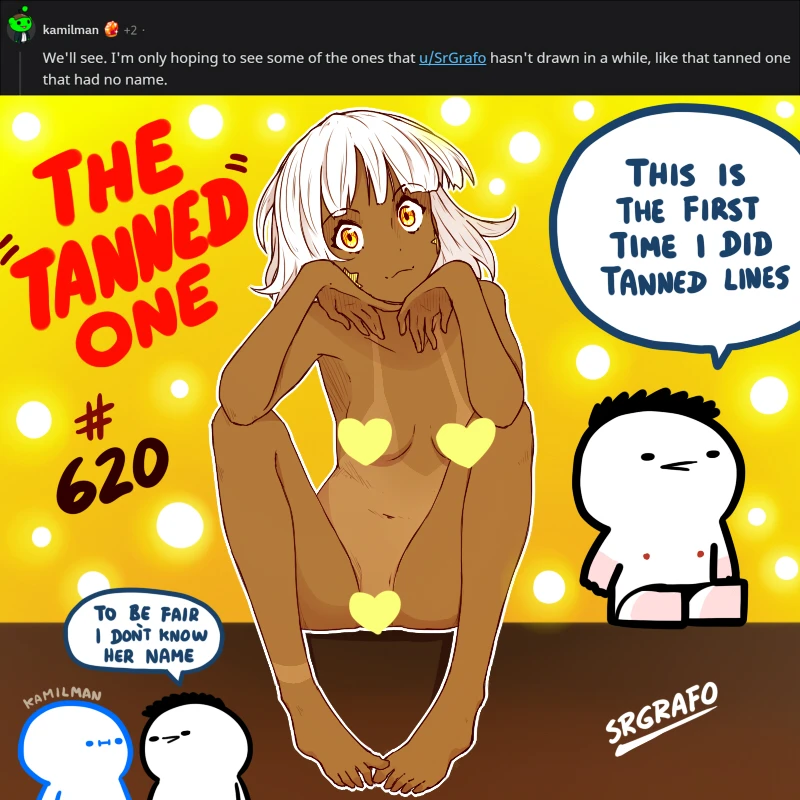 kamilman +2 ·
We'll see. I'm only hoping to see some of the ones that u/SrGrafo hasn't drawn in a while, like that tanned one
that had no name.
THE
TANNED
ONE
#
620
THIS IS
THE FIRST
TIME I DID
TANNED LINES
TO BE FAIR
I DON'T KNOW
HER NAME
KAMILMAN
SRGRAFO